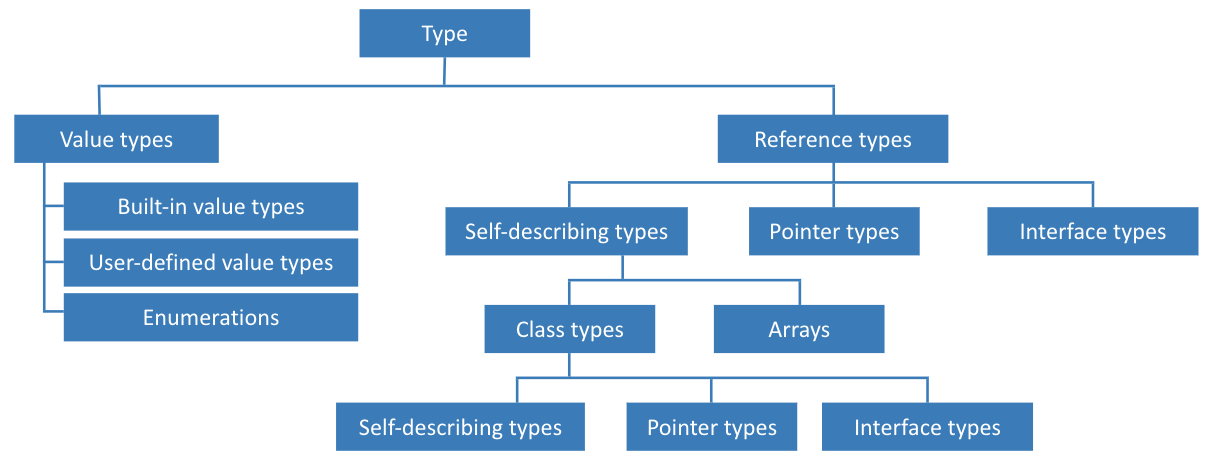 Type
Value types
Reference types
Built-in value types
User-defined value types
Enumerations
Self-describing types
Pointer types
Interface types
Class types
Arrays
Self-describing types
Pointer types
Interface types